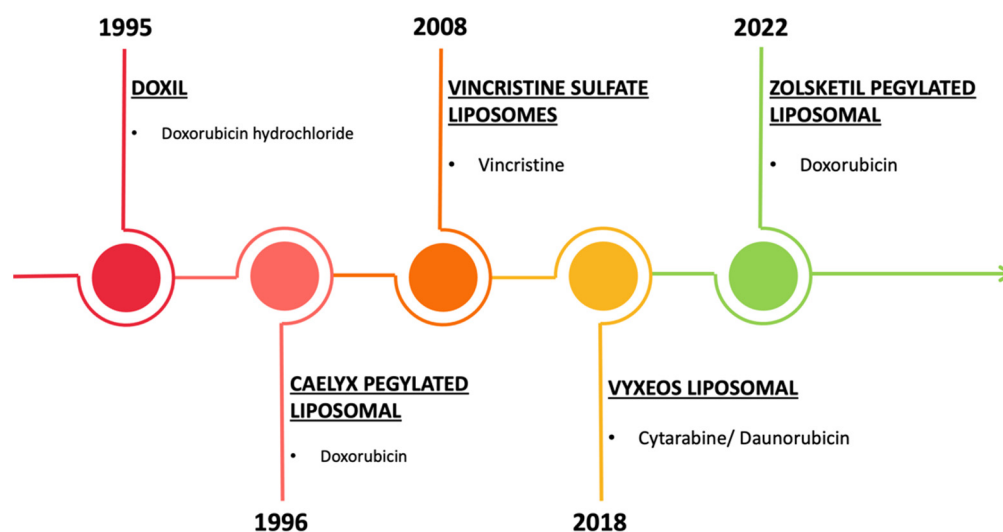 1995
DOXIL
• Doxorubicin hydrochloride
2008
VINCRISTINE SULFATE
LIPOSOMES
• Vincristine
2022
ZOLSKETIL PEGYLATED
LIPOSOMAL
• Doxorubicin
CAELYX PEGYLATED
LIPOSOMAL
• Doxorubicin
1996
VYXEOS LIPOSOMAL
• Cytarabine/ Daunorubicin
2018